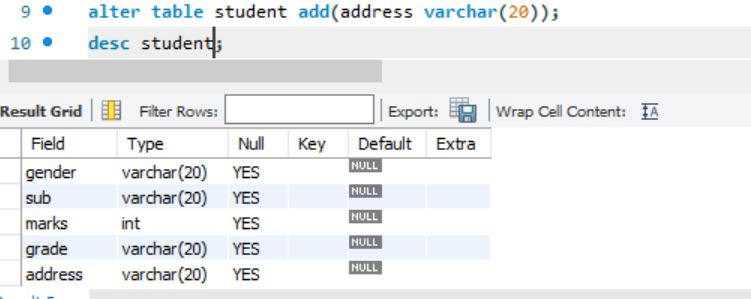 9 alter table student add(address varchar(20));
10 desc student;
Result Grid Filter Rows: Export: Wrap Cell Content: IA
Field Type Null Key Default Extra
gender varchar(20) YES NULL
sub varchar(20) YES NULL
marks int YES NULL
grade varchar(20) YES NULL
address varchar(20) YES NULL